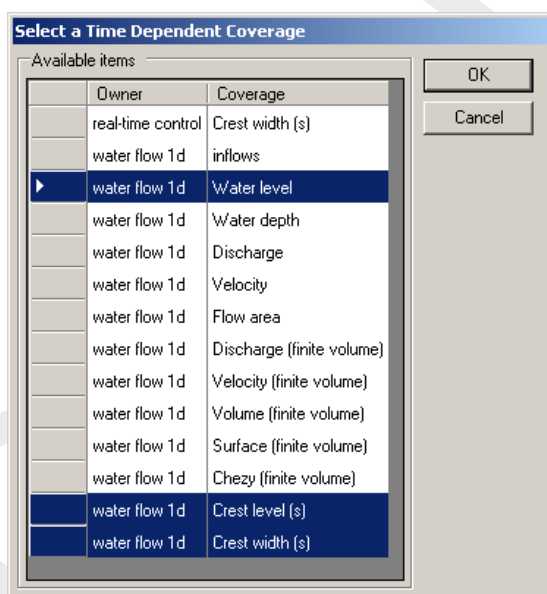 Select a Time Dependent Coverage
Available items
OK
Cancel
Owner Coverage
real-time control Crest width (s)
water flow 1d inflows
water flow 1d Water level
water flow 1d Water depth
water flow 1d Discharge
water flow 1d Velocity
water flow 1d Flow area
water flow 1d Discharge (finite volume)
water flow 1d Velocity (finite volume)
water flow 1d Volume (finite volume)
water flow 1d Surface (finite volume)
water flow 1d Chezy (finite volume)
water flow 1d Crest level (s)
water flow 1d Crest width (s)